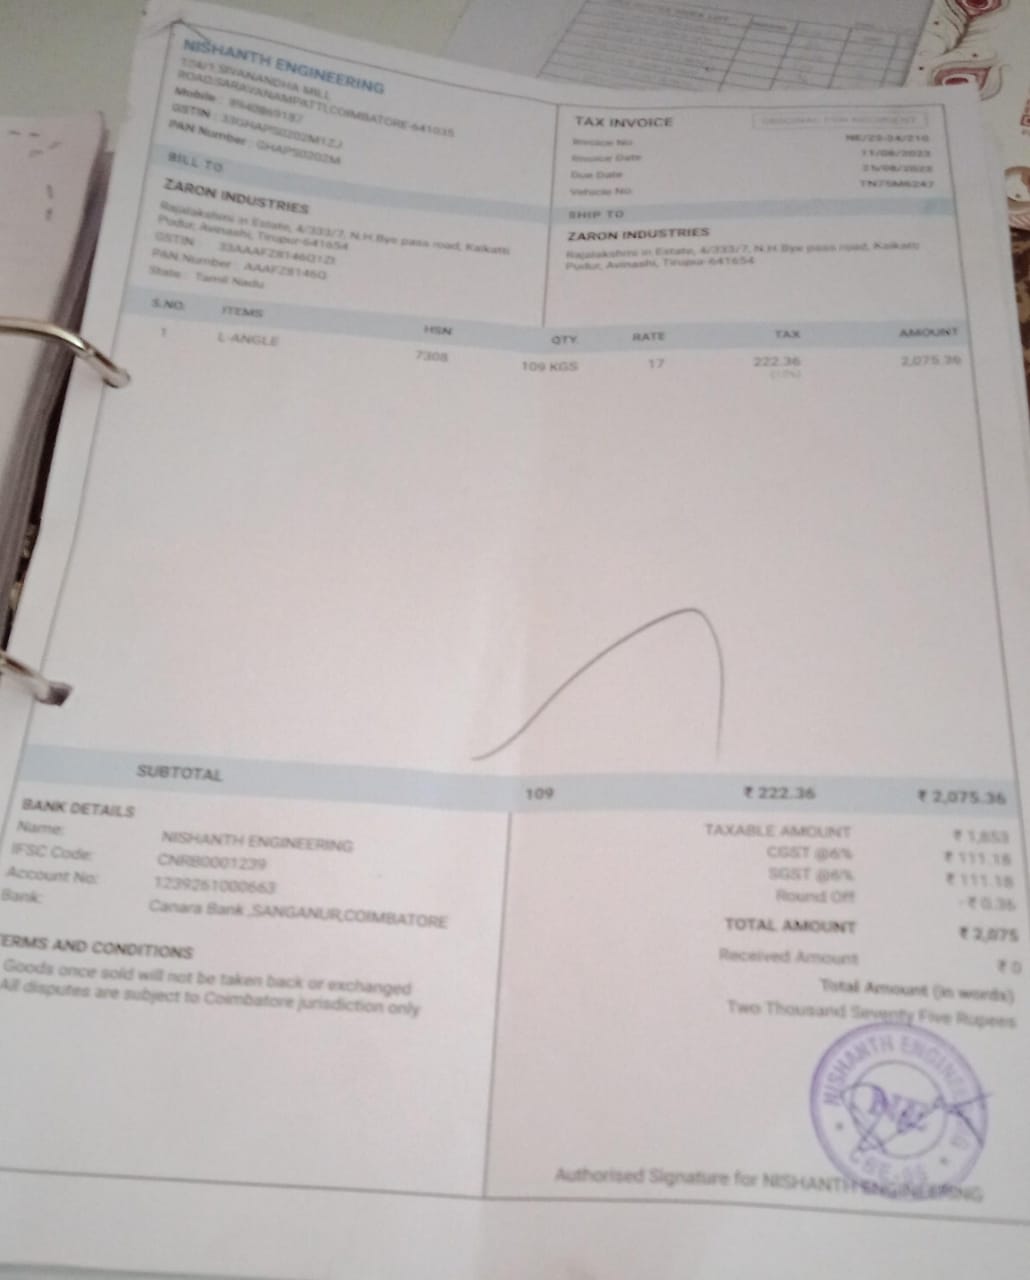 NISHANTH ENGINEERING
174/1,SIVANANDHA MILL
ROAD,SARAVANAMPATTI,COIMBATORE-641035
Mobile : 8940869187
GSTIN : 33GHAPS0202M1ZJ
PAN Number : GHAPS0202M
TAX INVOICE
ORIGINAL FOR RECIPIENT
Invoice No. NE/23-24/210
Invoice Date 11/08/2023
Due Date
Vehicle No. TN75M6247
BILL TO
ZARON INDUSTRIES
Rajalakshmi in Estate, 4/333/7, N.H.Bye pass road, Kaikatti
Pudur, Avinashi, Tirupur-641654
GSTIN : 33AAAFZ8146Q1ZI
PAN Number : AAAFZ8146Q
State : Tamil Nadu
SHIP TO
ZARON INDUSTRIES
Rajalakshmi in Estate, 4/333/7, N.H.Bye pass road, Kaikatti
Pudur, Avinashi, Tirupur-641654
S.NO. ITEMS HSN QTY. RATE TAX AMOUNT
1 L-ANGLE 7308 109 KGS 17 222.36 2,075.36
(12%)
SUBTOTAL 109 ₹ 222.36 ₹ 2,075.36
BANK DETAILS
Name: NISHANTH ENGINEERING
IFSC Code: CNRB0001239
Account No: 1239261000663
Bank: Canara Bank ,SANGANUR,COIMBATORE
TERMS AND CONDITIONS
Goods once sold will not be taken back or exchanged
All disputes are subject to Coimbatore jurisdiction only
TAXABLE AMOUNT ₹ 1,853
CGST @6% ₹ 111.18
SGST @6% ₹ 111.18
Round Off -₹ 0.36
TOTAL AMOUNT ₹ 2,075
Received Amount ₹ 0
Total Amount (in words)
Two Thousand Seventy Five Rupees
NISHANTH ENGINEERING
NE
Authorised Signature for NISHANTH ENGINEERING